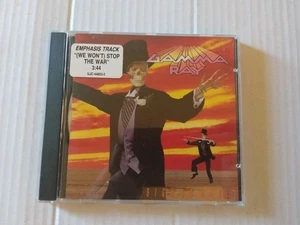 EMPHASIS TRACK
"(WE WON'T) STOP
THE WAR"
3:44
GAMMA
RAY